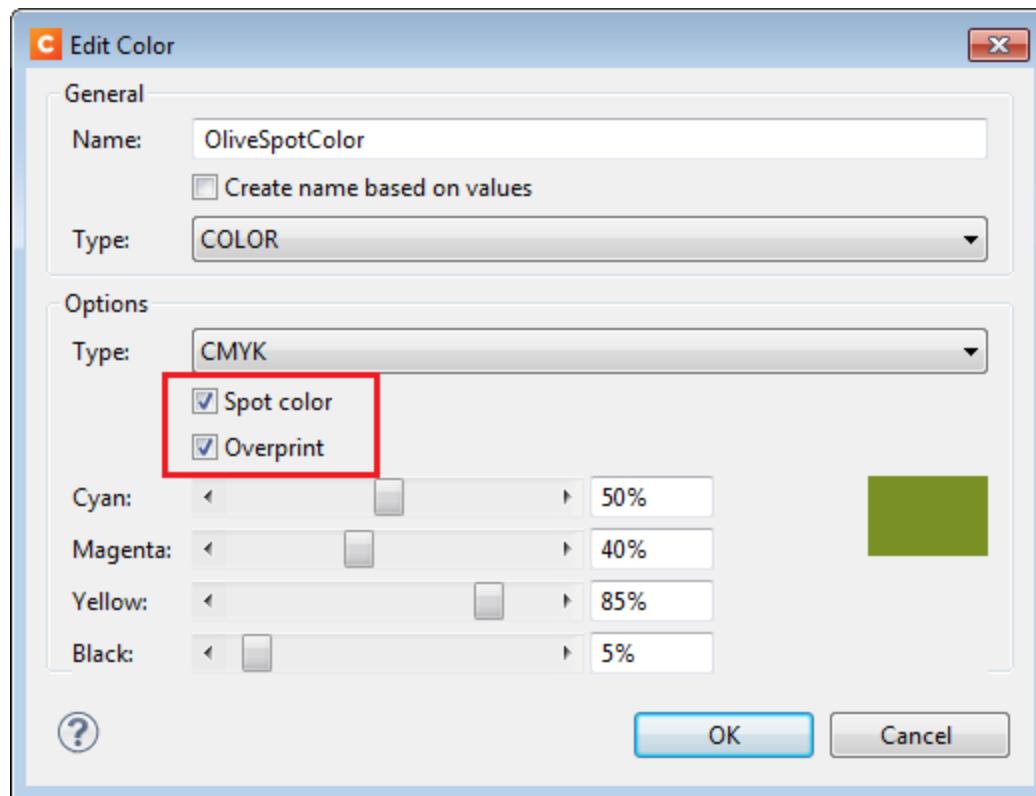 C Edit Color
General
Name: OliveSpotColor
Create name based on values
Type: COLOR
Options
Type: CMYK
Spot color
Overprint
Cyan: 50%
Magenta: 40%
Yellow: 85%
Black: 5%
? OK Cancel